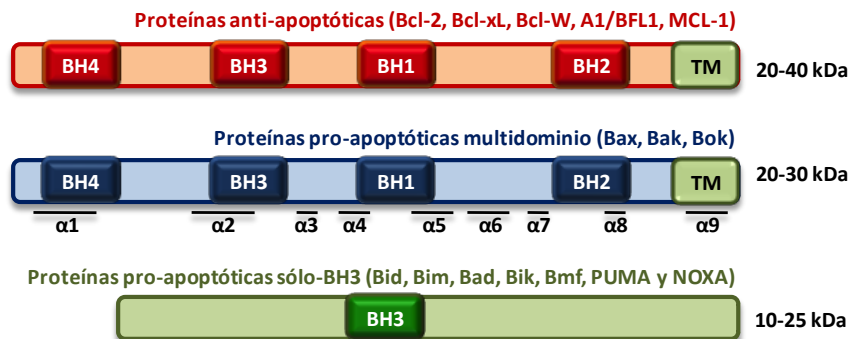 Proteínas anti-apoptóticas (Bcl-2, Bcl-xL, Bcl-W, A1/BFL1, MCL-1)
BH4 BH3 BH1 BH2 TM 20-40 kDa
Proteínas pro-apoptóticas multidominio (Bax, Bak, Bok)
BH4 BH3 BH1 BH2 TM 20-30 kDa
α1 α2 α3 α4 α5 α6 α7 α8 α9
Proteínas pro-apoptóticas sólo-BH3 (Bid, Bim, Bad, Bik, Bmf, PUMA y NOXA)
BH3 10-25 kDa